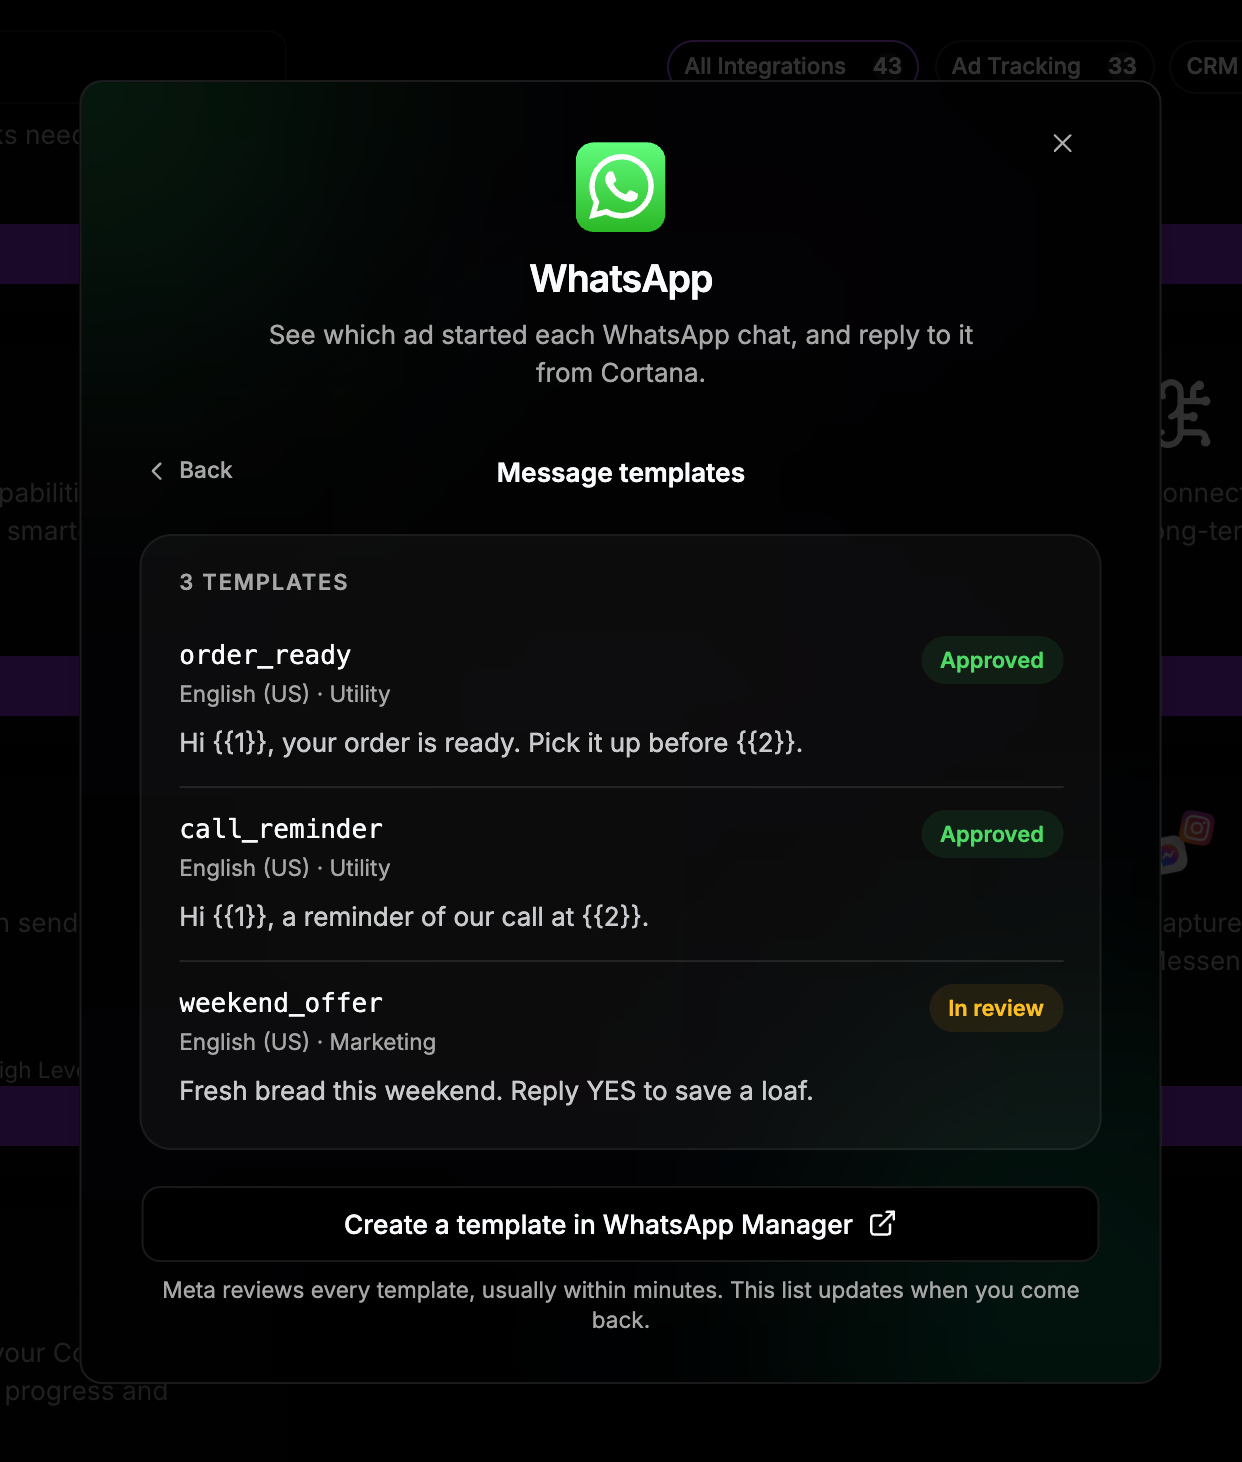 All Integrations 43
Ad Tracking 33
CRM
WhatsApp
See which ad started each WhatsApp chat, and reply to it
from Cortana.
Back
Message templates
3 TEMPLATES
order_ready
Approved
English (US) · Utility
Hi {{1}}, your order is ready. Pick it up before {{2}}.
call_reminder
Approved
English (US) · Utility
Hi {{1}}, a reminder of our call at {{2}}.
weekend_offer
In review
English (US) · Marketing
Fresh bread this weekend. Reply YES to save a loaf.
Create a template in WhatsApp Manager
Meta reviews every template, usually within minutes. This list updates when you come
back.
send
your
progress and